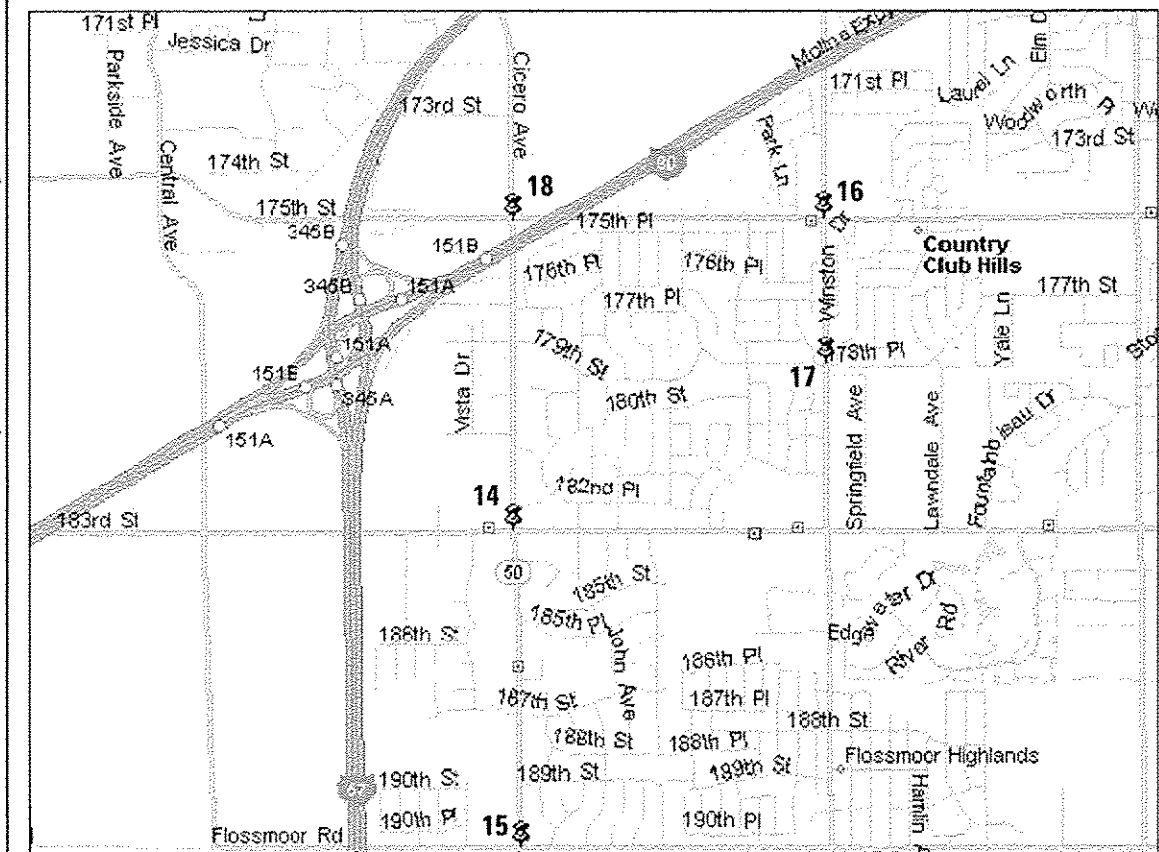 171st Pl
Jessica Dr
Parkside Ave
Central Ave
174th St
173rd St
Cicero Ave
Park Ln
171st Pl
Laurel Ln
Elm D
Woodworth
173rd St
18
16
175th St
175th Pl
Winston Dr
Country
Club Hills
345B
151B
176th Pl
176th Pl
345B
151A
177th Pl
177th St
Yale Ln
151A
179th St
178th Pl
17
151B
345A
Vista Dr
180th St
Springfield Ave
Lawndale Ave
151A
14
182nd Pl
183rd St
50
185th St
185th Pl
John Ave
Edgewater Dr
River Rd
186th St
186th Pl
187th St
187th Pl
188th St
188th St
188th Pl
189th St
189th St
Flossmoor Highlands
190th St
190th Pl
190th Pl
Hamlin A
Flossmoor Rd
15